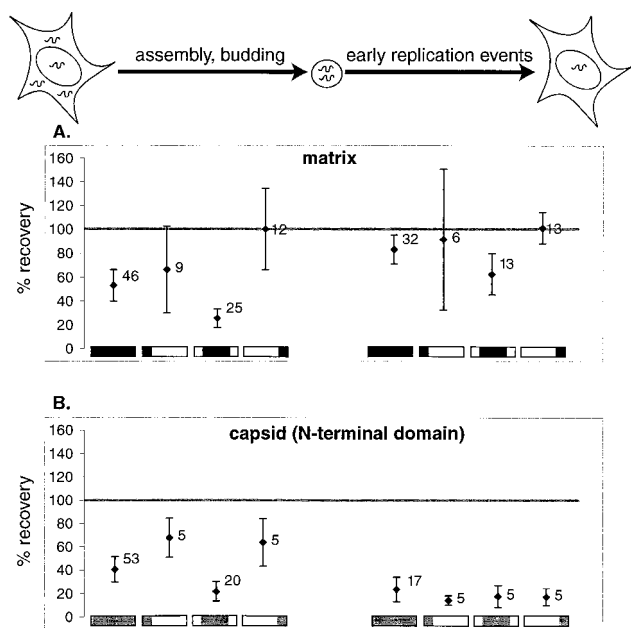 assembly, budding early replication events
A.
matrix
160
140
120
100
80
60
40
20
0
% recovery
46 9 25 12 32 6 13 13
B.
capsid (N-terminal domain)
160
140
120
100
80
60
40
20
0
% recovery
53 5 20 5 17 5 5 5